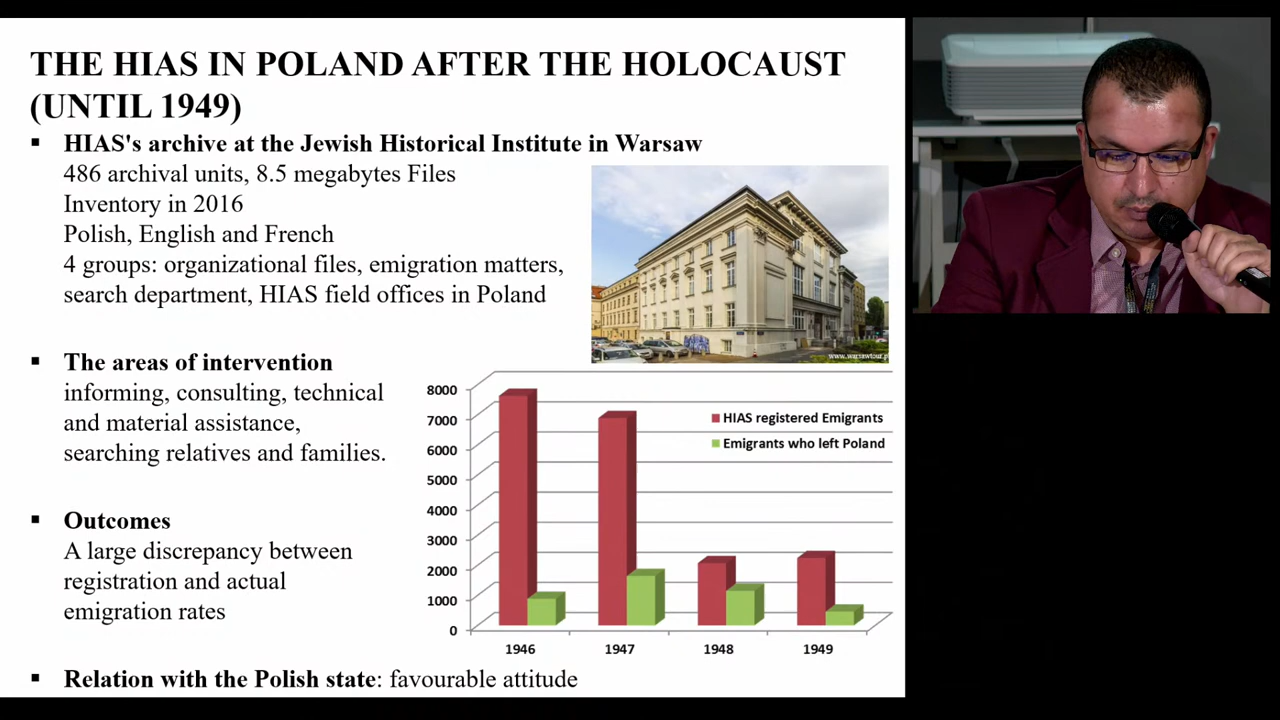 THE HIAS IN POLAND AFTER THE HOLOCAUST
(UNTIL 1949)
▪ HIAS's archive at the Jewish Historical Institute in Warsaw
486 archival units, 8.5 megabytes Files
Inventory in 2016
Polish, English and French
4 groups: organizational files, emigration matters,
search department, HIAS field offices in Poland
www.warsawtour.pl
▪ The areas of intervention
informing, consulting, technical
and material assistance,
searching relatives and families.
▪ Outcomes
A large discrepancy between
registration and actual
emigration rates
8000
7000
6000
5000
4000
3000
2000
1000
0
HIAS registered Emigrants
Emigrants who left Poland
1946 1947 1948 1949
▪ Relation with the Polish state: favourable attitude